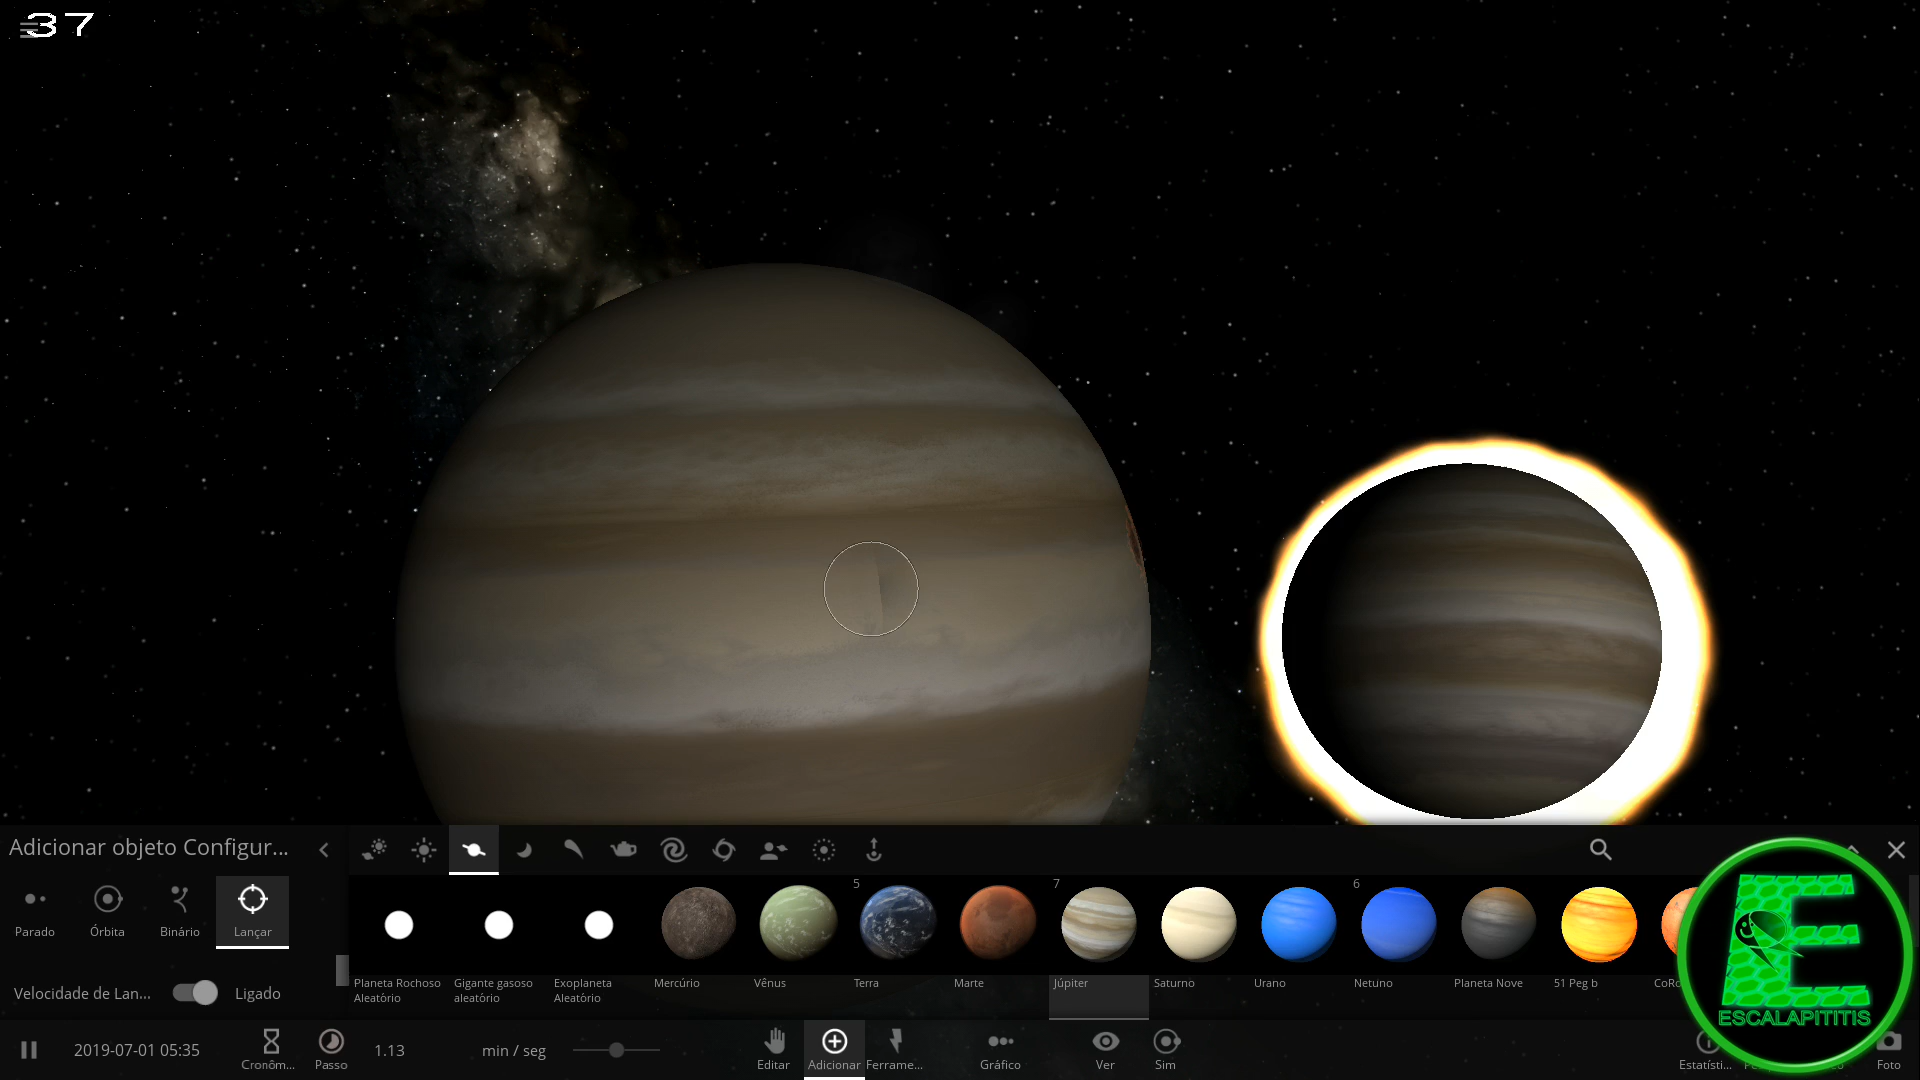 37
Adicionar objeto Configur...
Parado
Órbita
Binário
Lançar
Velocidade de Lan...
Ligado
5
7
6
Planeta Rochoso
Aleatório
Gigante gasoso
aleatório
Exoplaneta
Aleatório
Mercúrio
Vênus
Terra
Marte
Júpiter
Saturno
Urano
Netuno
Planeta Nove
51 Peg b
E
ESCALAPITITIS
2019-07-01 05:35
Cronôm...
Passo
1.13
min / seg
Editar
Adicionar
Ferrame...
Gráfico
Ver
Sim
Estatísti...
Foto